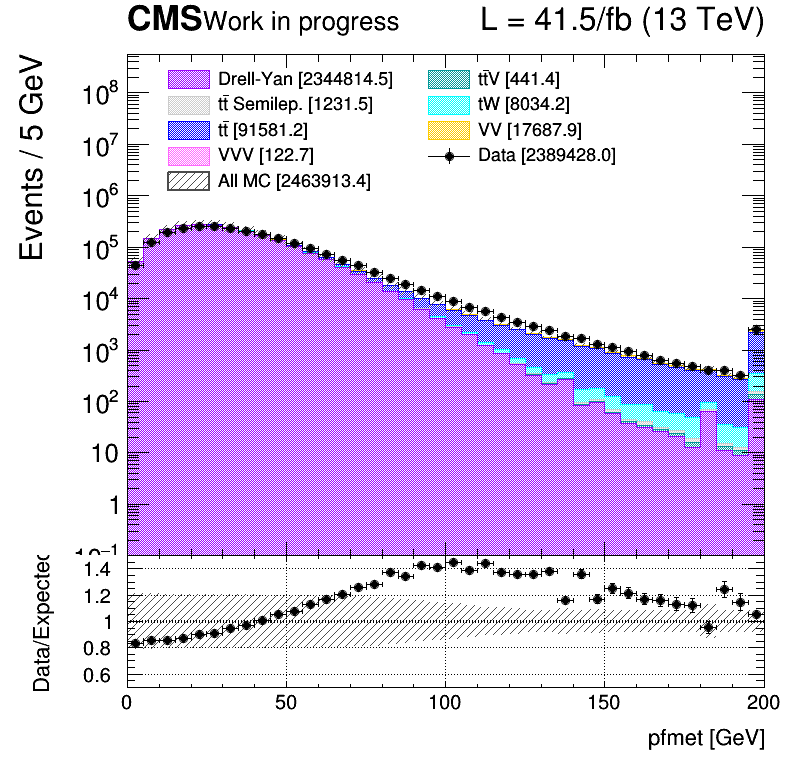 CMS Work in progress L = 41.5/fb (13 TeV)
Events / 5 GeV
Drell-Yan [2344814.5]
tt̄ Semilep. [1231.5]
tt̄ [91581.2]
VVV [122.7]
All MC [2463913.4]
tt̄V [441.4]
tW [8034.2]
VV [17687.9]
Data [2389428.0]
10⁸
10⁷
10⁶
10⁵
10⁴
10³
10²
10
1
10⁻¹
Data/Expected
1.4
1.2
1
0.8
0.6
0 50 100 150 200
pfmet [GeV]